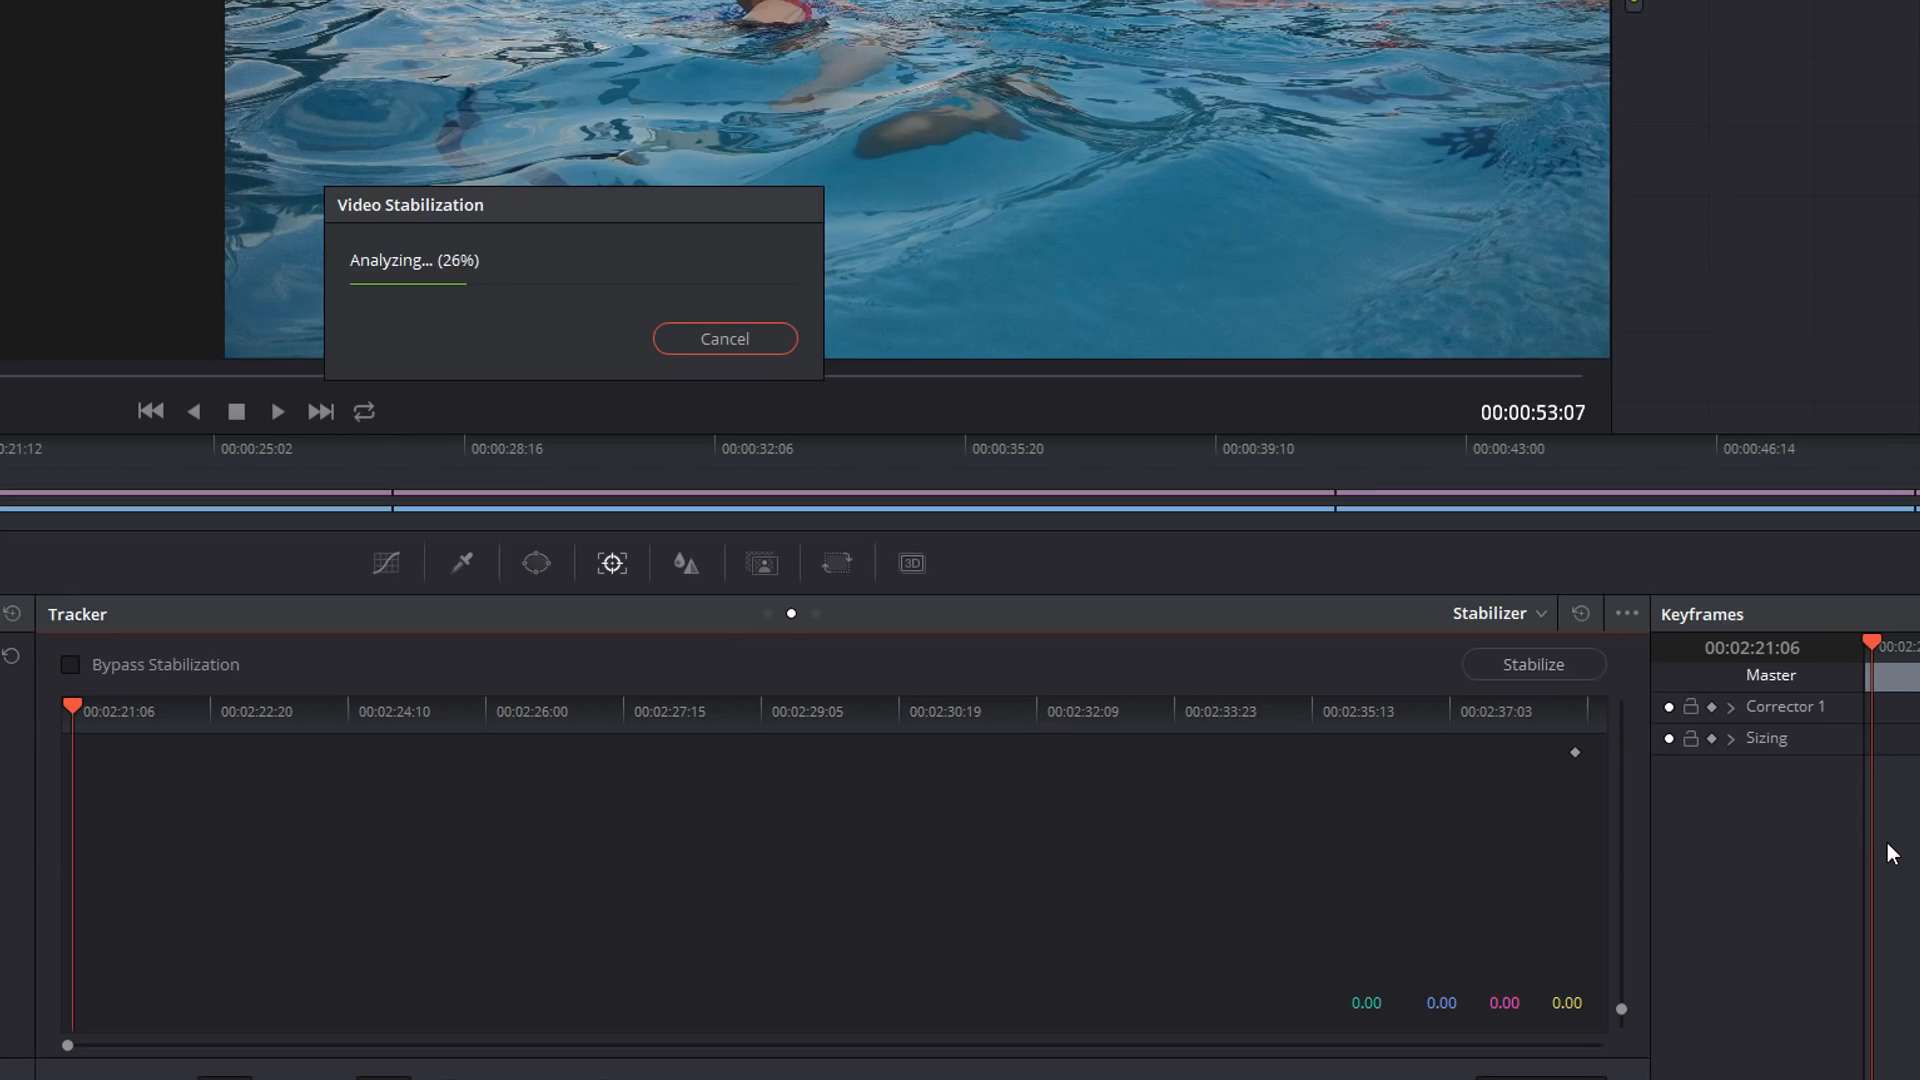 Video Stabilization
Analyzing... (26%)
Cancel
00:00:53:07
0:21:12 00:00:25:02 00:00:28:16 00:00:32:06 00:00:35:20 00:00:39:10 00:00:43:00 00:00:46:14
3D
Tracker Stabilizer ••• Keyframes
Bypass Stabilization Stabilize 00:02:21:06 00:02:2
Master
00:02:21:06 00:02:22:20 00:02:24:10 00:02:26:00 00:02:27:15 00:02:29:05 00:02:30:19 00:02:32:09 00:02:33:23 00:02:35:13 00:02:37:03
Corrector 1
Sizing
0.00 0.00 0.00 0.00